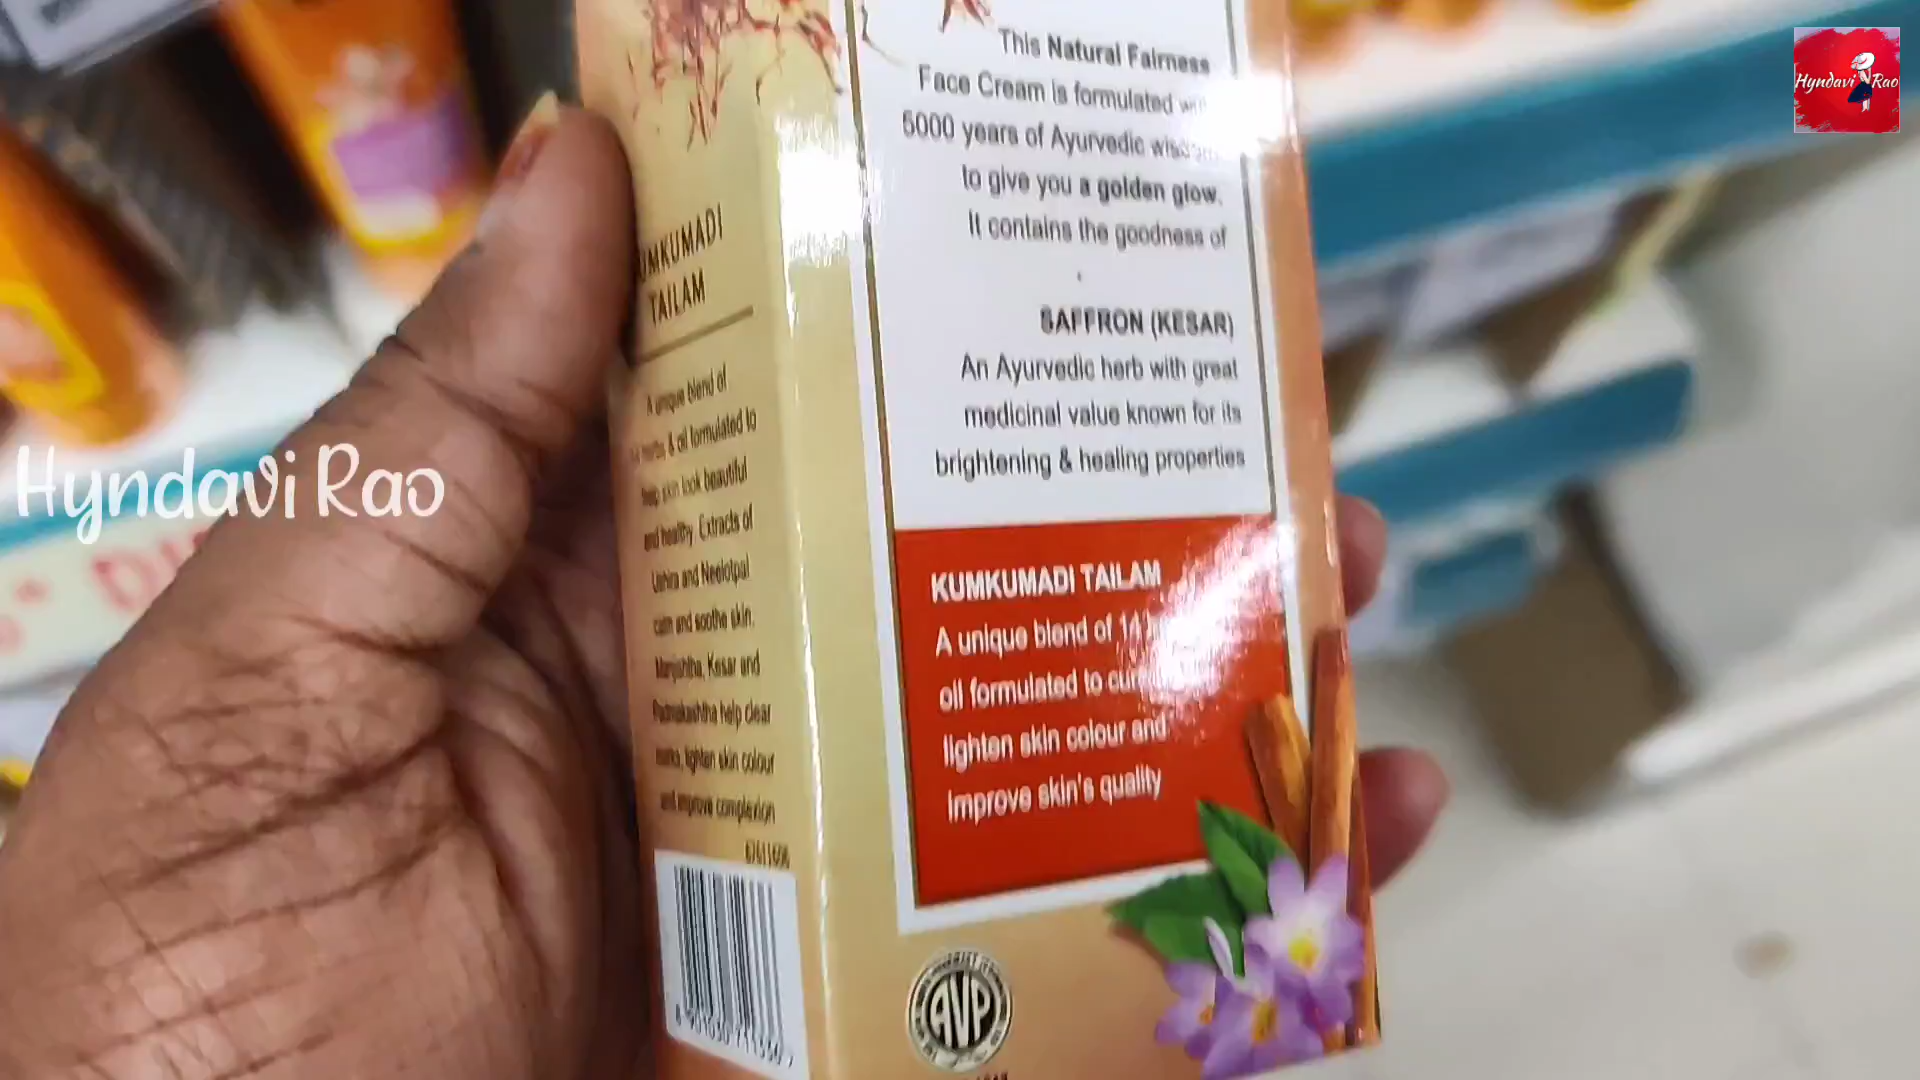 Hyndavi Rao
Hyndavi Rao
This Natural Fairness
Face Cream is formulated
5000 years of Ayurvedic
to give you a golden glow.
It contains the goodness of
SAFFRON (KESAR)
An Ayurvedic herb with great
medicinal value known for its
brightening & healing properties
KUMKUMADI TAILAM
A unique blend of 14
oil formulated to
lighten skin colour and
improve skin's quality
TAILAM
A unique blend of
& oil formulated to
help skin look beautiful
and healthy. Extracts of
Ushira and Neelotpal
calm and soothe skin.
Manjishtha, Kesar and
Padmakashtha help clear
marks, lighten skin colour
and improve complexion
AVP